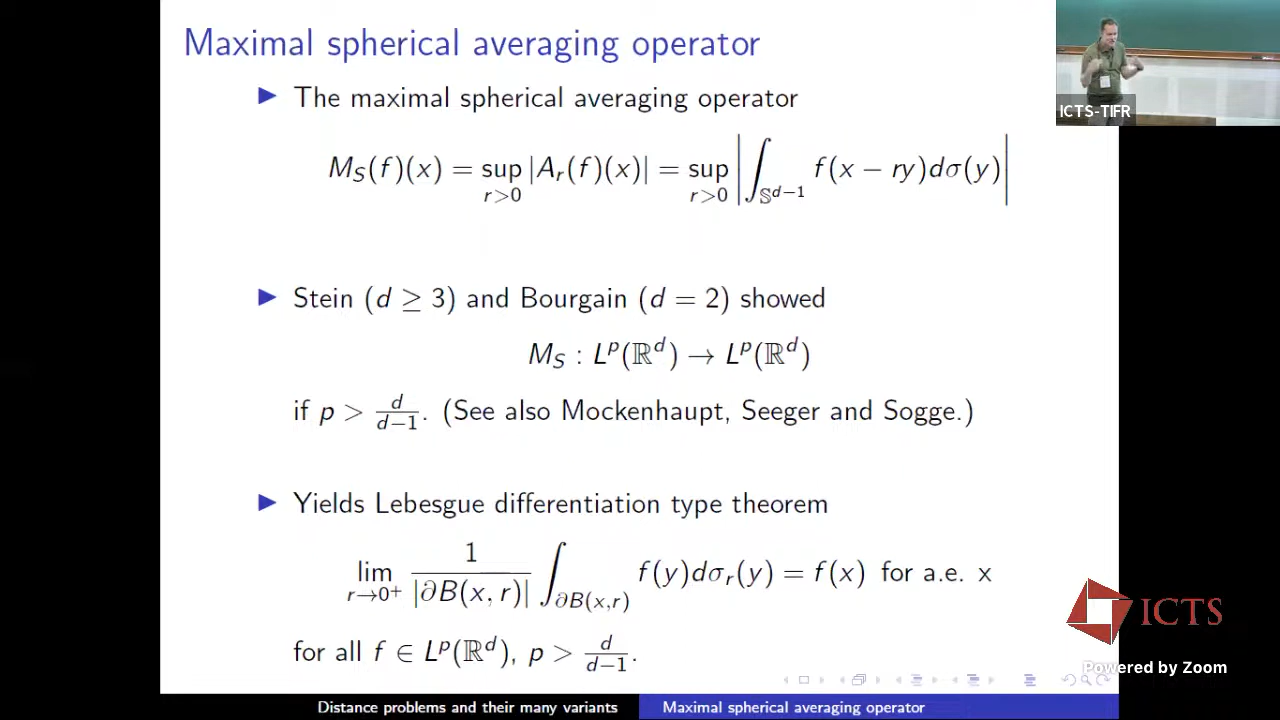 Maximal spherical averaging operator
▶ The maximal spherical averaging operator
M_S(f)(x) = sup_{r>0} |A_r(f)(x)| = sup_{r>0} |∫_{𝕊^{d−1}} f(x − ry)dσ(y)|
▶ Stein (d ≥ 3) and Bourgain (d = 2) showed
M_S : L^p(ℝ^d) → L^p(ℝ^d)
if p > d/(d−1). (See also Mockenhaupt, Seeger and Sogge.)
▶ Yields Lebesgue differentiation type theorem
lim_{r→0^+} 1/|∂B(x, r)| ∫_{∂B(x,r)} f(y)dσ_r(y) = f(x) for a.e. x
for all f ∈ L^p(ℝ^d), p > d/(d−1).
Distance problems and their many variants
Maximal spherical averaging operator
ICTS-TIFR
ICTS
Powered by Zoom